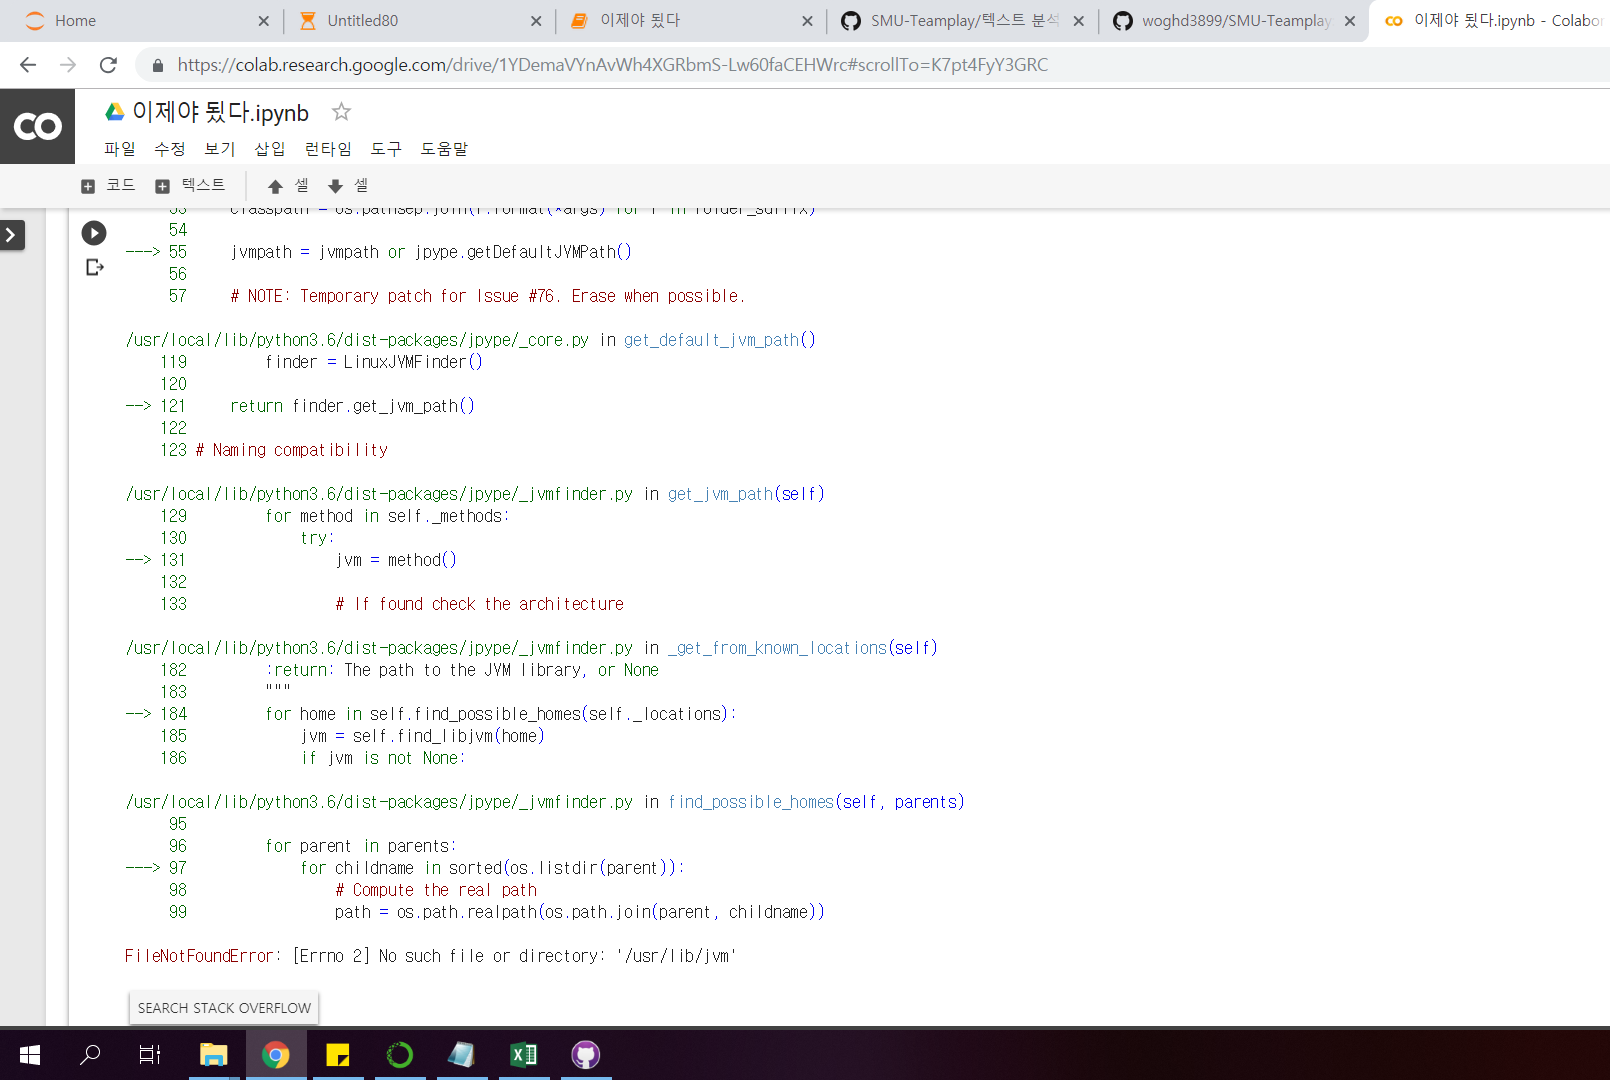 Home
Untitled80
이제야 됬다
SMU-Teamplay/텍스트 분석
woghd3899/SMU-Teamplay
이제야 됬다.ipynb - Colabor
https://colab.research.google.com/drive/1YDemaVYnAvWh4XGRbmS-Lw60faCEHWrc#scrollTo=K7pt4FyY3GRC
CO
이제야 됬다.ipynb
파일 수정 보기 삽입 런타임 도구 도움말
코드 텍스트 셀 셀
53 classpath = os.pathsep.join(f.format(*args) for f in folder_suffix)
54
---> 55 jvmpath = jvmpath or jpype.getDefaultJVMPath()
56
57 # NOTE: Temporary patch for Issue #76. Erase when possible.
/usr/local/lib/python3.6/dist-packages/jpype/_core.py in get_default_jvm_path()
119 finder = LinuxJVMFinder()
120
--> 121 return finder.get_jvm_path()
122
123 # Naming compatibility
/usr/local/lib/python3.6/dist-packages/jpype/_jvmfinder.py in get_jvm_path(self)
129 for method in self._methods:
130 try:
--> 131 jvm = method()
132
133 # If found check the architecture
/usr/local/lib/python3.6/dist-packages/jpype/_jvmfinder.py in _get_from_known_locations(self)
182 :return: The path to the JVM library, or None
183 """
--> 184 for home in self.find_possible_homes(self._locations):
185 jvm = self.find_libjvm(home)
186 if jvm is not None:
/usr/local/lib/python3.6/dist-packages/jpype/_jvmfinder.py in find_possible_homes(self, parents)
95
96 for parent in parents:
---> 97 for childname in sorted(os.listdir(parent)):
98 # Compute the real path
99 path = os.path.realpath(os.path.join(parent, childname))
FileNotFoundError: [Errno 2] No such file or directory: '/usr/lib/jvm'
SEARCH STACK OVERFLOW